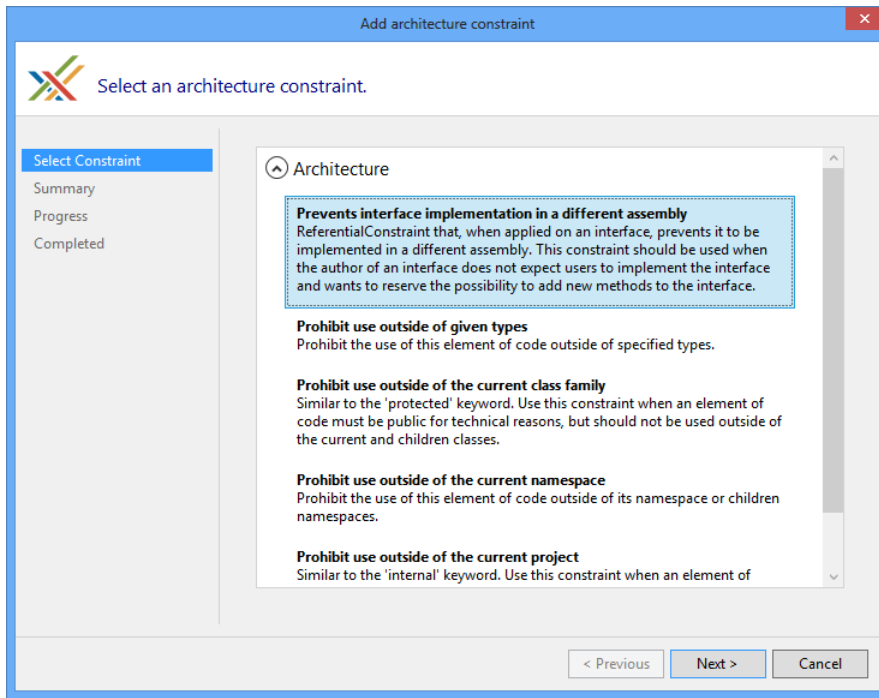 Add architecture constraint
Select an architecture constraint.
Select Constraint
Summary
Progress
Completed
Architecture
Prevents interface implementation in a different assembly
ReferentialConstraint that, when applied on an interface, prevents it to be
implemented in a different assembly. This constraint should be used when
the author of an interface does not expect users to implement the interface
and wants to reserve the possibility to add new methods to the interface.
Prohibit use outside of given types
Prohibit the use of this element of code outside of specified types.
Prohibit use outside of the current class family
Similar to the 'protected' keyword. Use this constraint when an element of
code must be public for technical reasons, but should not be used outside of
the current and children classes.
Prohibit use outside of the current namespace
Prohibit the use of this element of code outside of its namespace or children
namespaces.
Prohibit use outside of the current project
Similar to the 'internal' keyword. Use this constraint when an element of
< Previous
Next >
Cancel